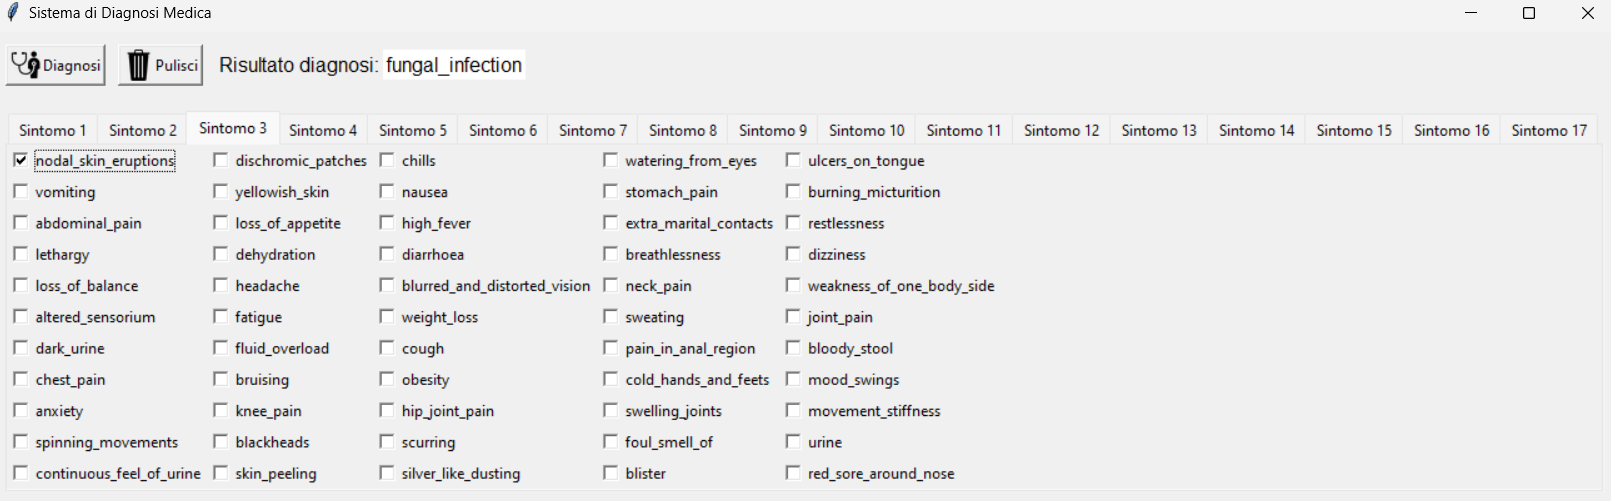 Sistema di Diagnosi Medica
Diagnosi Pulisci Risultato diagnosi: fungal_infection
Sintomo 1 Sintomo 2 Sintomo 3 Sintomo 4 Sintomo 5 Sintomo 6 Sintomo 7 Sintomo 8 Sintomo 9 Sintomo 10 Sintomo 11 Sintomo 12 Sintomo 13 Sintomo 14 Sintomo 15 Sintomo 16 Sintomo 17
nodal_skin_eruptions dischromic_patches chills watering_from_eyes ulcers_on_tongue
vomiting yellowish_skin nausea stomach_pain burning_micturition
abdominal_pain loss_of_appetite high_fever extra_marital_contacts restlessness
lethargy dehydration diarrhoea breathlessness dizziness
loss_of_balance headache blurred_and_distorted_vision neck_pain weakness_of_one_body_side
altered_sensorium fatigue weight_loss sweating joint_pain
dark_urine fluid_overload cough pain_in_anal_region bloody_stool
chest_pain bruising obesity cold_hands_and_feets mood_swings
anxiety knee_pain hip_joint_pain swelling_joints movement_stiffness
spinning_movements blackheads scurring foul_smell_of urine
continuous_feel_of_urine skin_peeling silver_like_dusting blister red_sore_around_nose